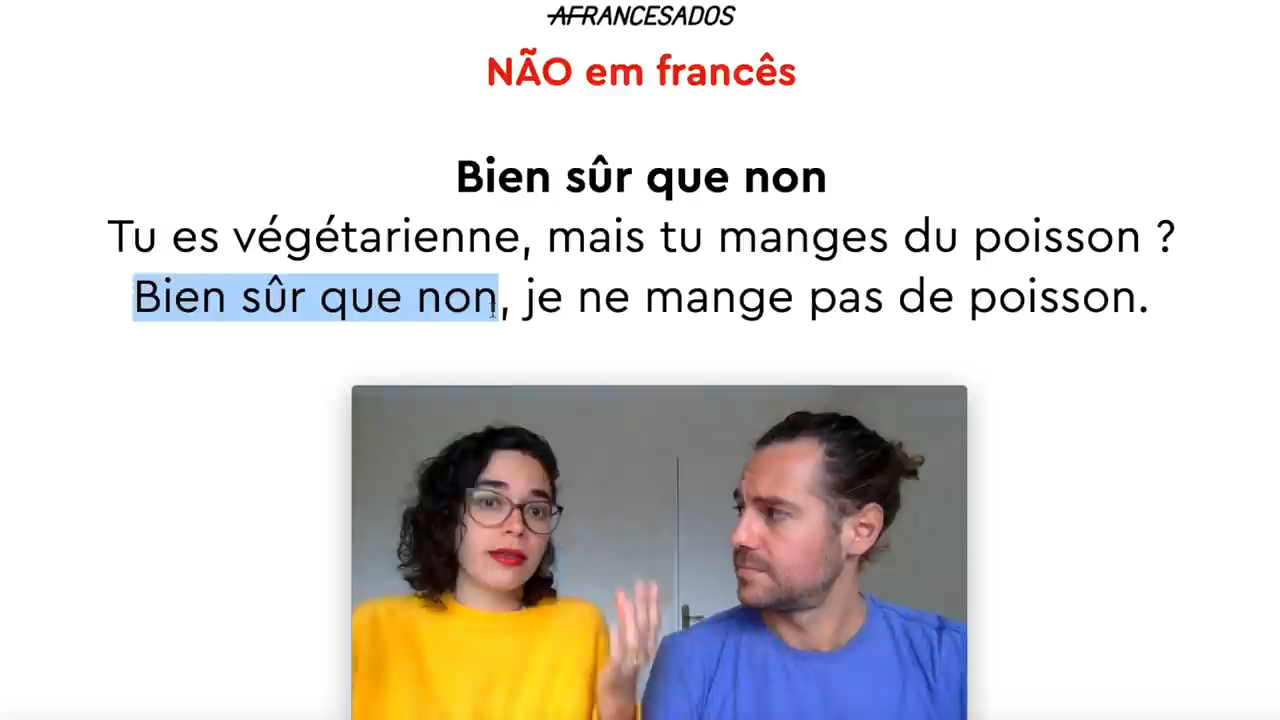 AFRANCESADOS
NÃO em francês
Bien sûr que non
Tu es végétarienne, mais tu manges du poisson ?
Bien sûr que non, je ne mange pas de poisson.